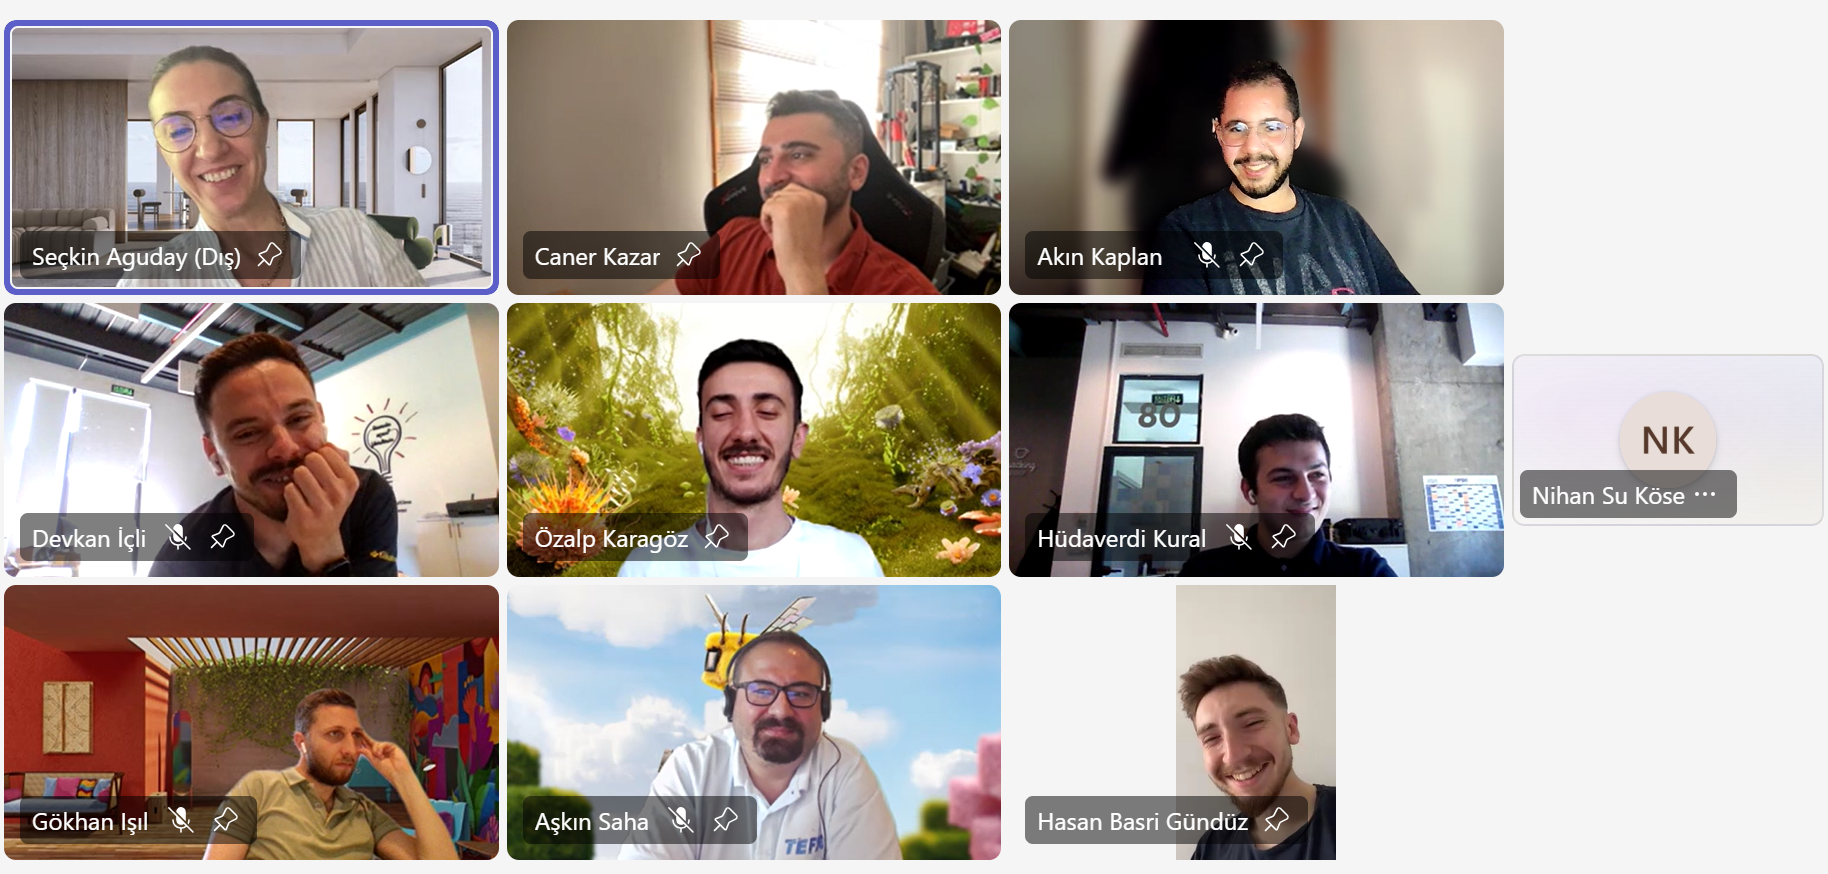 Seçkin Aguday (Dış)
Caner Kazar
Akın Kaplan
Devkan İçli
Özalp Karagöz
80
Hüdaverdi Kural
NK
Nihan Su Köse ...
Gökhan Işıl
Aşkın Saha
TEFA
Hasan Basri Gündüz